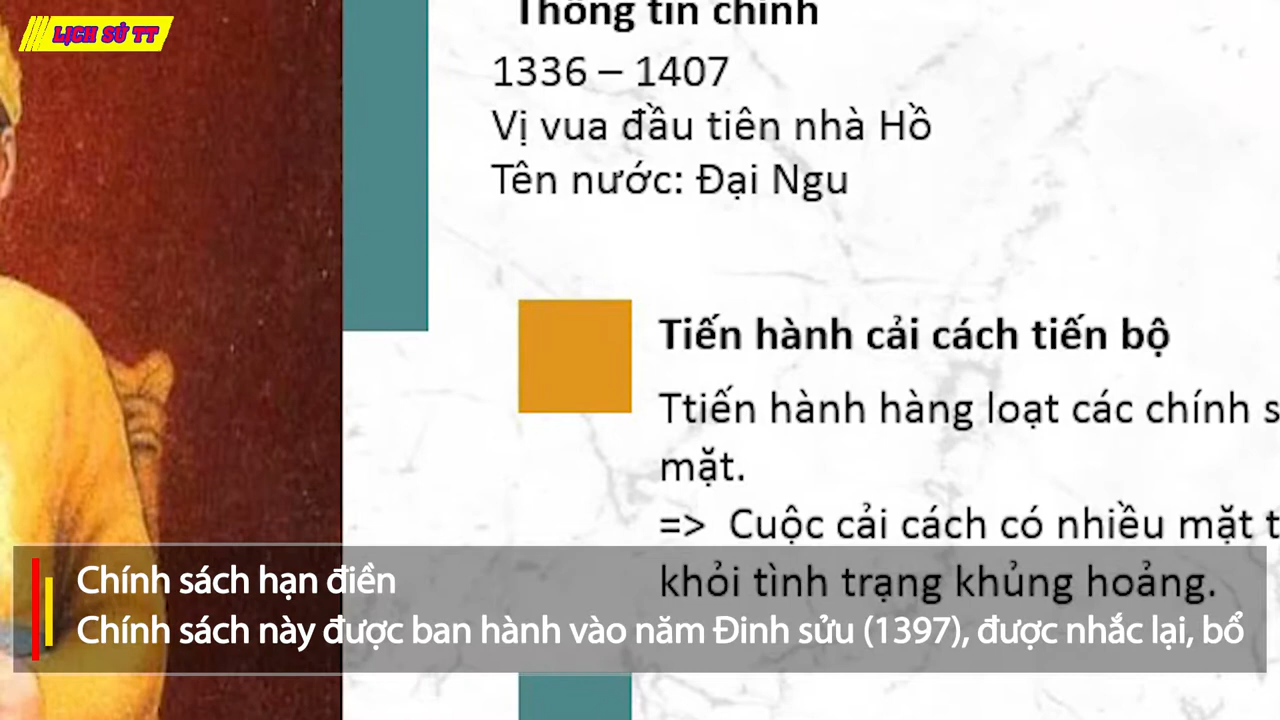 LỊCH SỬ TT
Thông tin chính
1336 – 1407
Vị vua đầu tiên nhà Hồ
Tên nước: Đại Ngu
Tiến hành cải cách tiến bộ
Ttiến hành hàng loạt các chính s
mặt.
=> Cuộc cải cách có nhiều mặt t
khỏi tình trạng khủng hoảng.
Chính sách hạn điền
Chính sách này được ban hành vào năm Đinh sửu (1397), được nhắc lại, bổ